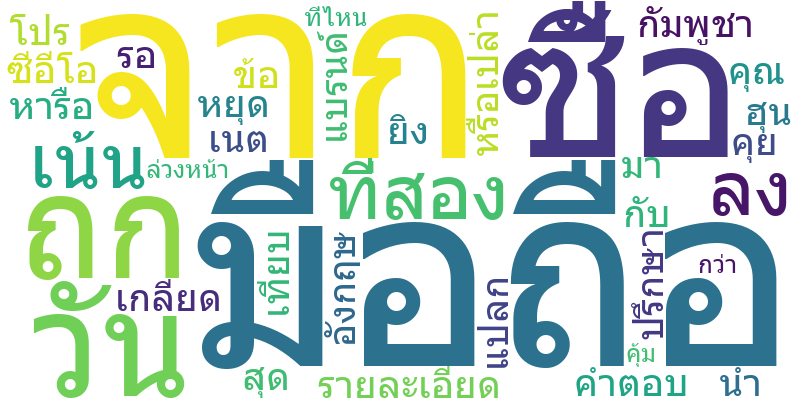 โปร
รอ
จาก
ที่ไหน
ซื้อ
กัมพูชา
ซีอีโอ
ข้อ
แบรนด์
หรือเปล่า
คุณ
หารือ
หยุด
เนต
ยิง
ฮุน
คุย
เน้น
ล่วงหน้า
ที่สอง
มา
กับ
ลง
ถูก
มือถือ
วัน
เกลียด
เทียบ
อังกฤษ
แปลก
ปรึกษา
กว่า
คุ้ม
สุด
รายละเอียด
คำตอบ
นำ